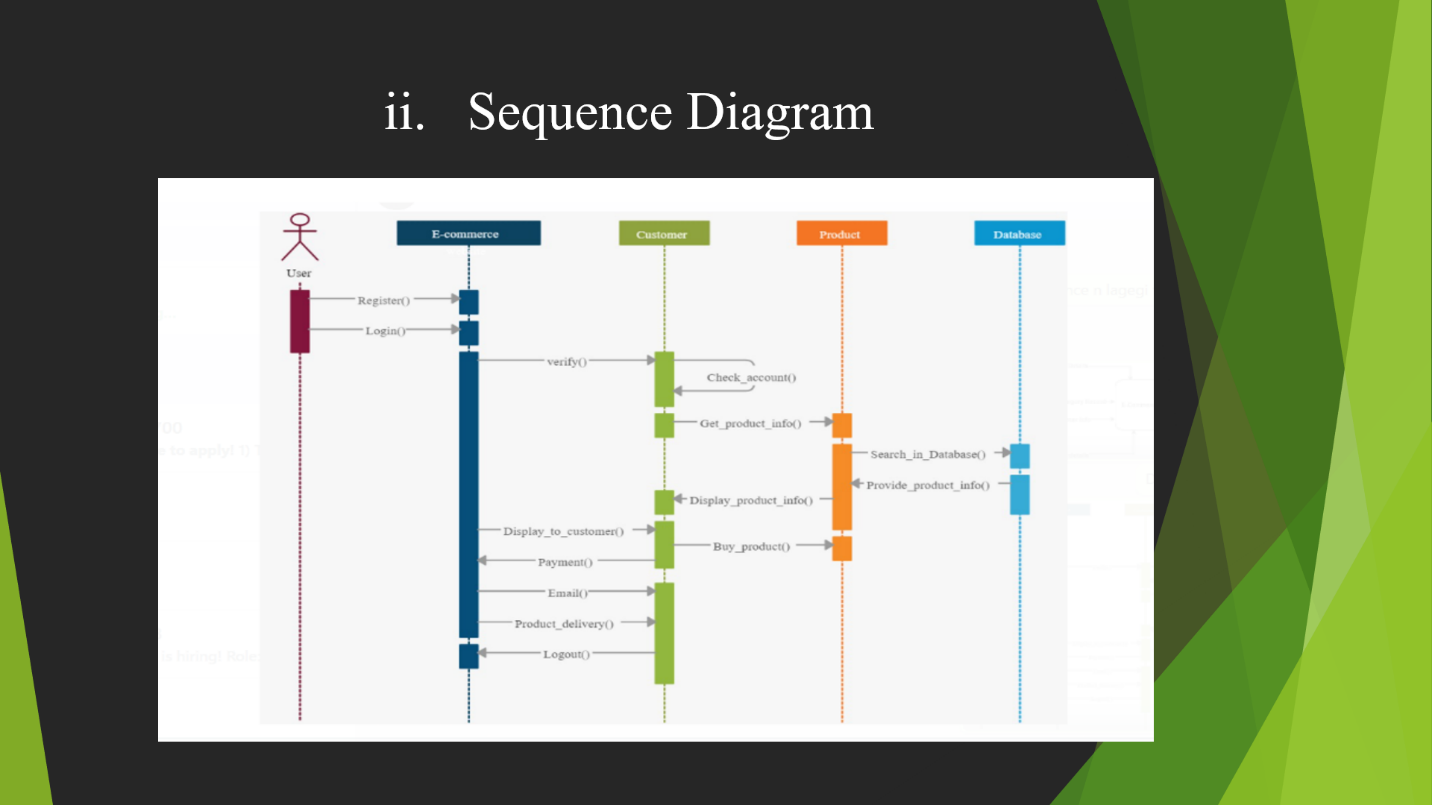 ii. Sequence Diagram
E-commerce
Customer
Product
Database
User
Register()
Login()
verify()
Check_account()
Get_product_info()
Search_in_Database()
Provide_product_info()
Display_product_info()
Display_to_customer()
Buy_product()
Payment()
Email()
Product_delivery()
Logout()